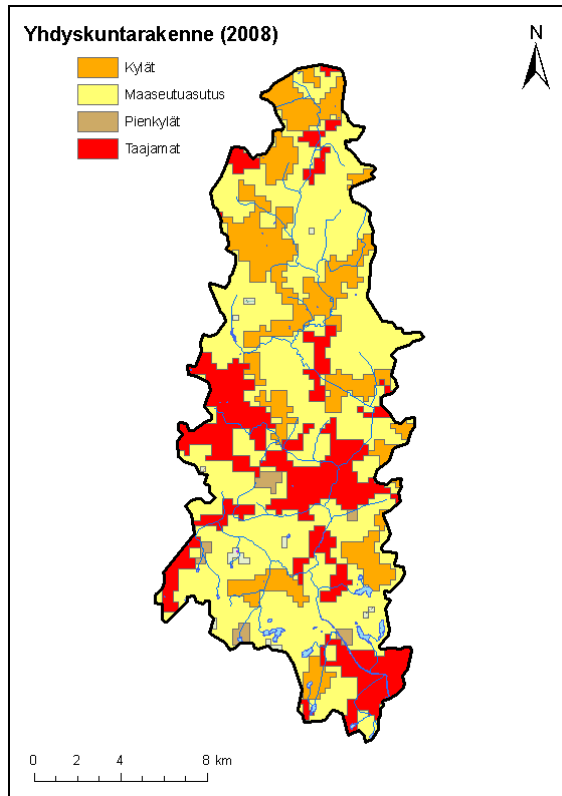 Yhdyskuntarakenne (2008)
N
Kylät
Maaseutuasutus
Pienkylät
Taajamat
0 2 4 8 km